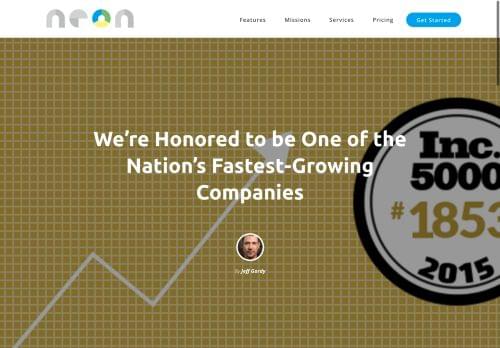 neon
Features
Missions
Services
Pricing
Get Started
We're Honored to be One of the
Nation's Fastest-Growing
Companies
Inc.
5000
#1853
2015
By Jeff Gordy